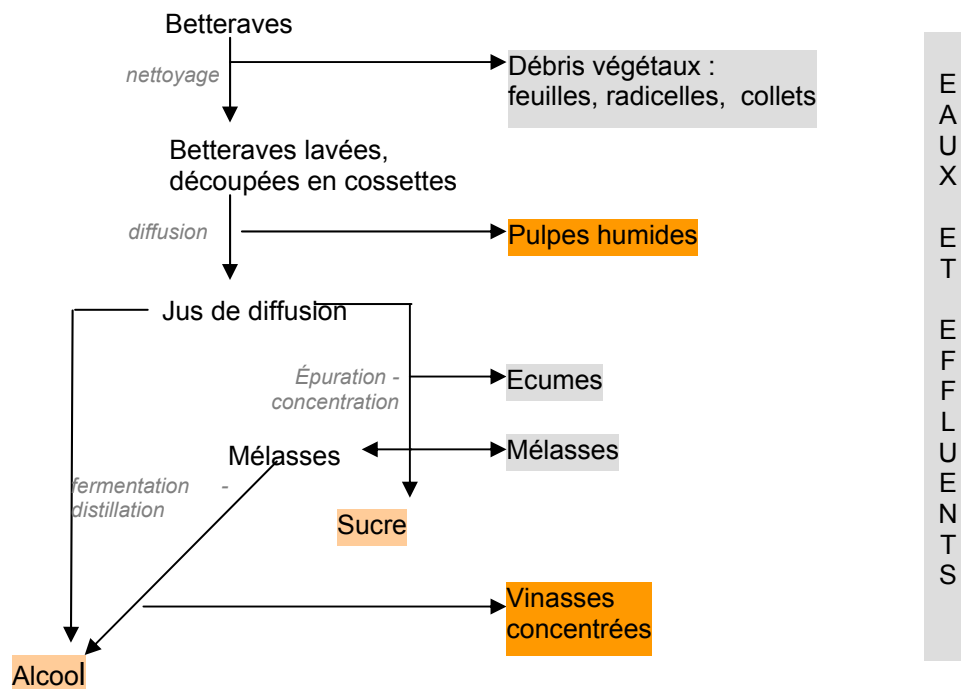 Betteraves
nettoyage
Débris végétaux :
feuilles, radicelles, collets
Betteraves lavées,
découpées en cossettes
diffusion
Pulpes humides
Jus de diffusion
Épuration -
concentration
Ecumes
Mélasses
Mélasses
fermentation -
distillation
Sucre
Vinasses
concentrées
Alcool
E
A
U
X
E
T
E
F
F
L
U
E
N
T
S